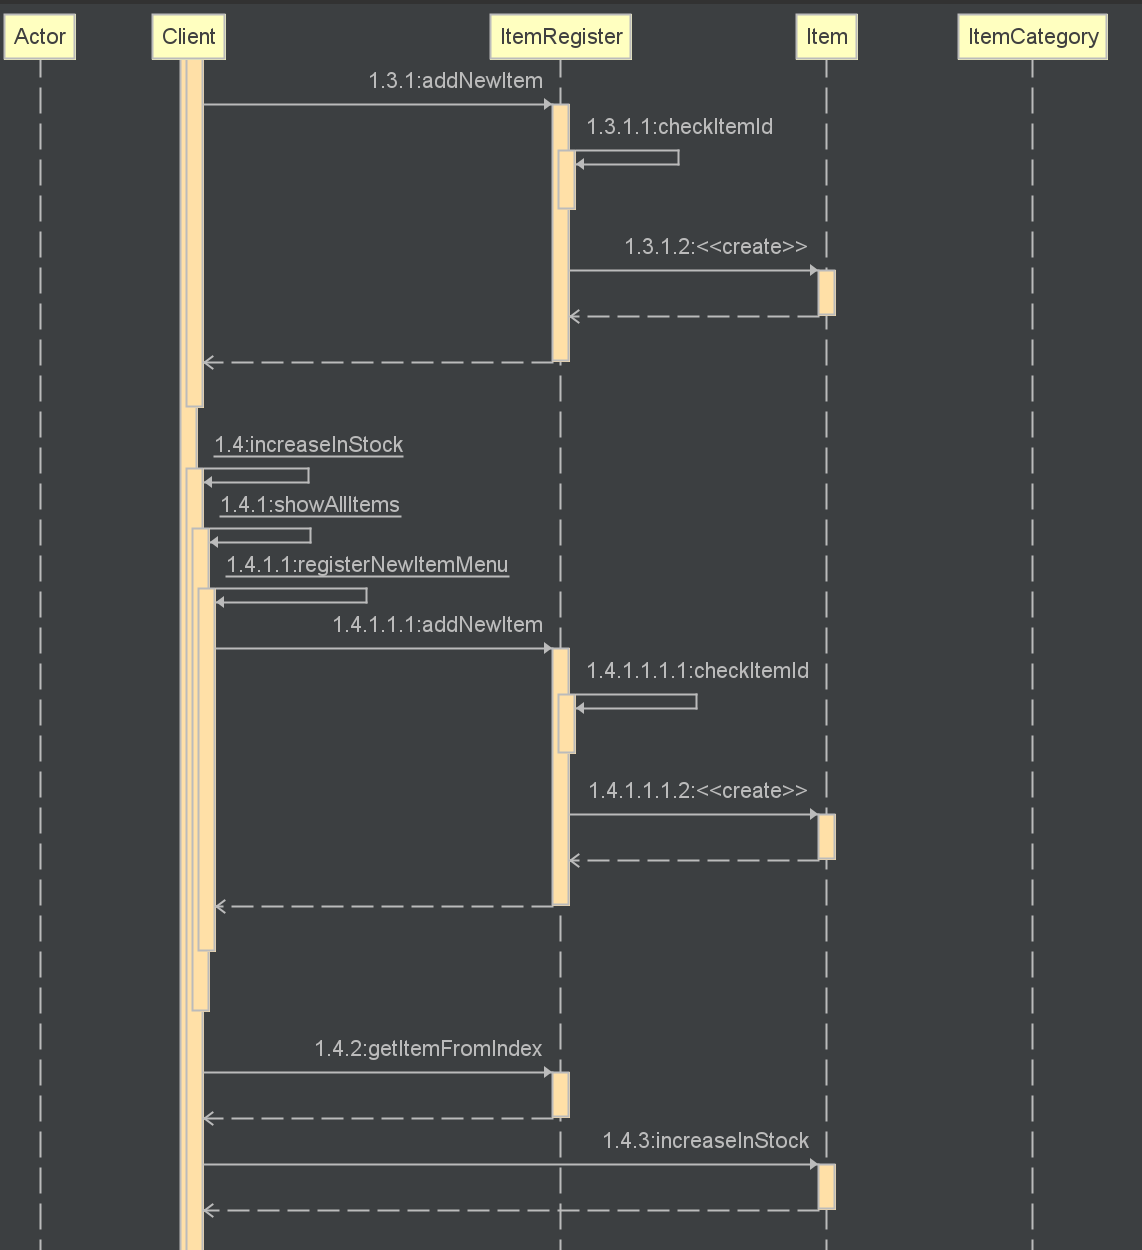 Actor
Client
ItemRegister
Item
ItemCategory
1.3.1:addNewItem
1.3.1.1:checkItemId
1.3.1.2:<<create>>
1.4:increaseInStock
1.4.1:showAllItems
1.4.1.1:registerNewItemMenu
1.4.1.1.1:addNewItem
1.4.1.1.1.1:checkItemId
1.4.1.1.1.2:<<create>>
1.4.2:getItemFromIndex
1.4.3:increaseInStock